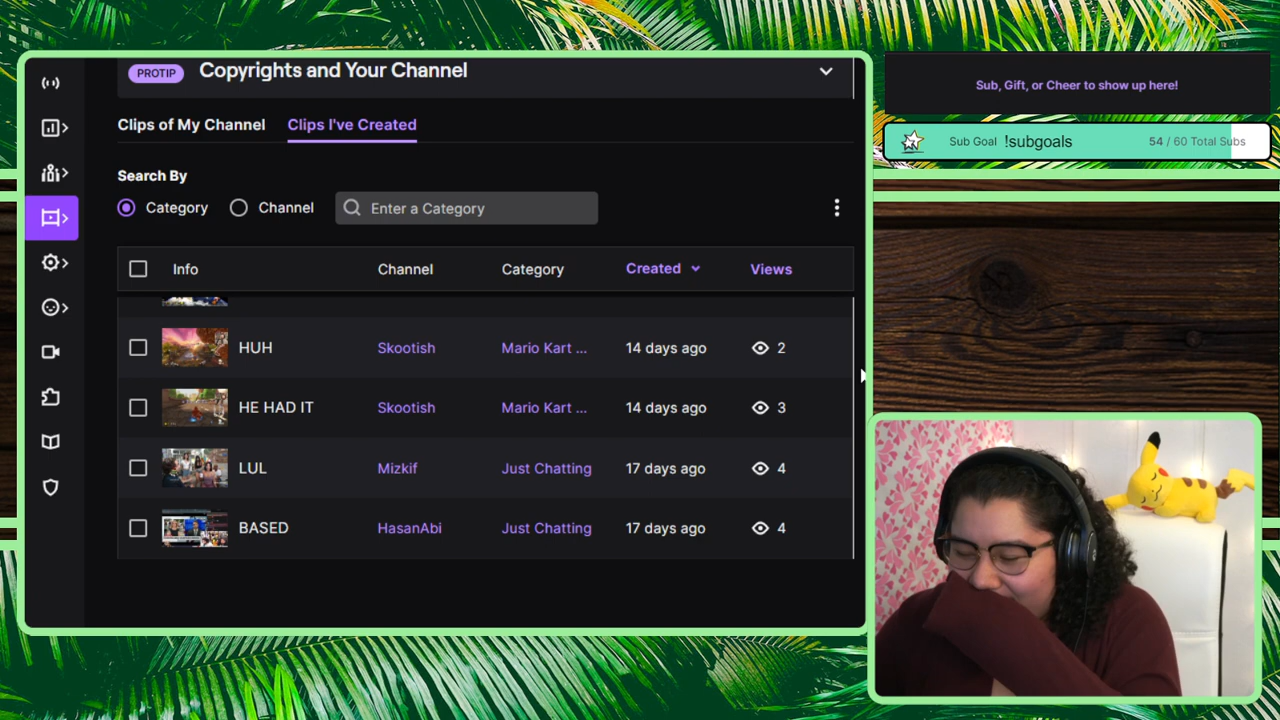 PROTIP Copyrights and Your Channel
Clips of My Channel Clips I've Created
Search By
Category Channel Enter a Category
Info Channel Category Created Views
HUH Skootish Mario Kart ... 14 days ago 2
HE HAD IT Skootish Mario Kart ... 14 days ago 3
LUL Mizkif Just Chatting 17 days ago 4
BASED HasanAbi Just Chatting 17 days ago 4
Sub, Gift, or Cheer to show up here!
Sub Goal !subgoals 54 / 60 Total Subs